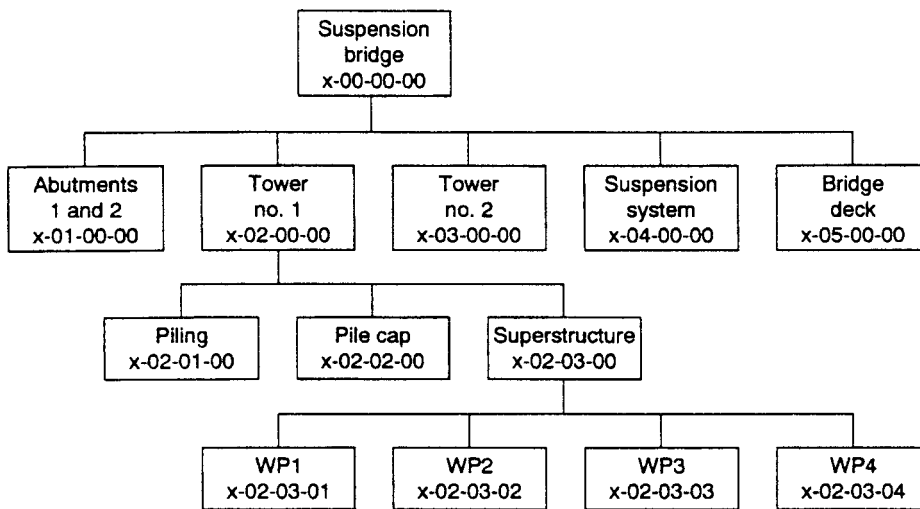 Suspension
bridge
x-00-00-00
Abutments
1 and 2
x-01-00-00
Tower
no. 1
x-02-00-00
Tower
no. 2
x-03-00-00
Suspension
system
x-04-00-00
Bridge
deck
x-05-00-00
Piling
x-02-01-00
Pile cap
x-02-02-00
Superstructure
x-02-03-00
WP1
x-02-03-01
WP2
x-02-03-02
WP3
x-02-03-03
WP4
x-02-03-04